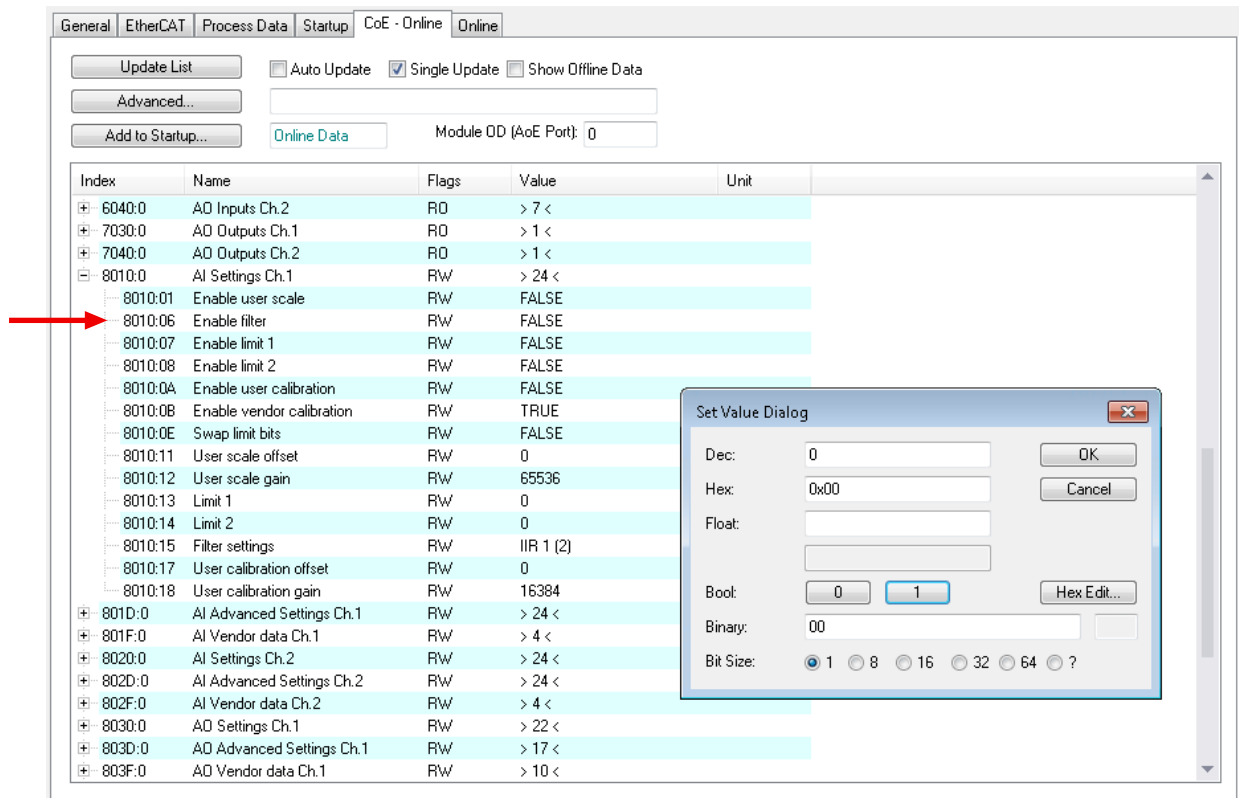 General EtherCAT Process Data Startup CoE - Online Online
Update List Auto Update Single Update Show Offline Data
Advanced...
Add to Startup... Online Data Module OD (AoE Port): 0
Index Name Flags Value Unit
6040:0 AO Inputs Ch.2 RO > 7 <
7030:0 AO Outputs Ch.1 RO > 1 <
7040:0 AO Outputs Ch.2 RO > 1 <
8010:0 AI Settings Ch.1 RW > 24 <
8010:01 Enable user scale RW FALSE
8010:06 Enable filter RW FALSE
8010:07 Enable limit 1 RW FALSE
8010:08 Enable limit 2 RW FALSE
8010:0A Enable user calibration RW FALSE
8010:0B Enable vendor calibration RW TRUE
8010:0E Swap limit bits RW FALSE
8010:11 User scale offset RW 0
8010:12 User scale gain RW 65536
8010:13 Limit 1 RW 0
8010:14 Limit 2 RW 0
8010:15 Filter settings RW IIR 1 (2)
8010:17 User calibration offset RW 0
8010:18 User calibration gain RW 16384
801D:0 AI Advanced Settings Ch.1 RW > 24 <
801F:0 AI Vendor data Ch.1 RW > 4 <
8020:0 AI Settings Ch.2 RW > 24 <
802D:0 AI Advanced Settings Ch.2 RW > 24 <
802F:0 AI Vendor data Ch.2 RW > 4 <
8030:0 AO Settings Ch.1 RW > 22 <
803D:0 AO Advanced Settings Ch.1 RW > 17 <
803F:0 AO Vendor data Ch.1 RW > 10 <
Set Value Dialog
Dec: 0 OK
Hex: 0x00 Cancel
Float:
Bool: 0 1 Hex Edit...
Binary: 00
Bit Size: 1 8 16 32 64 ?